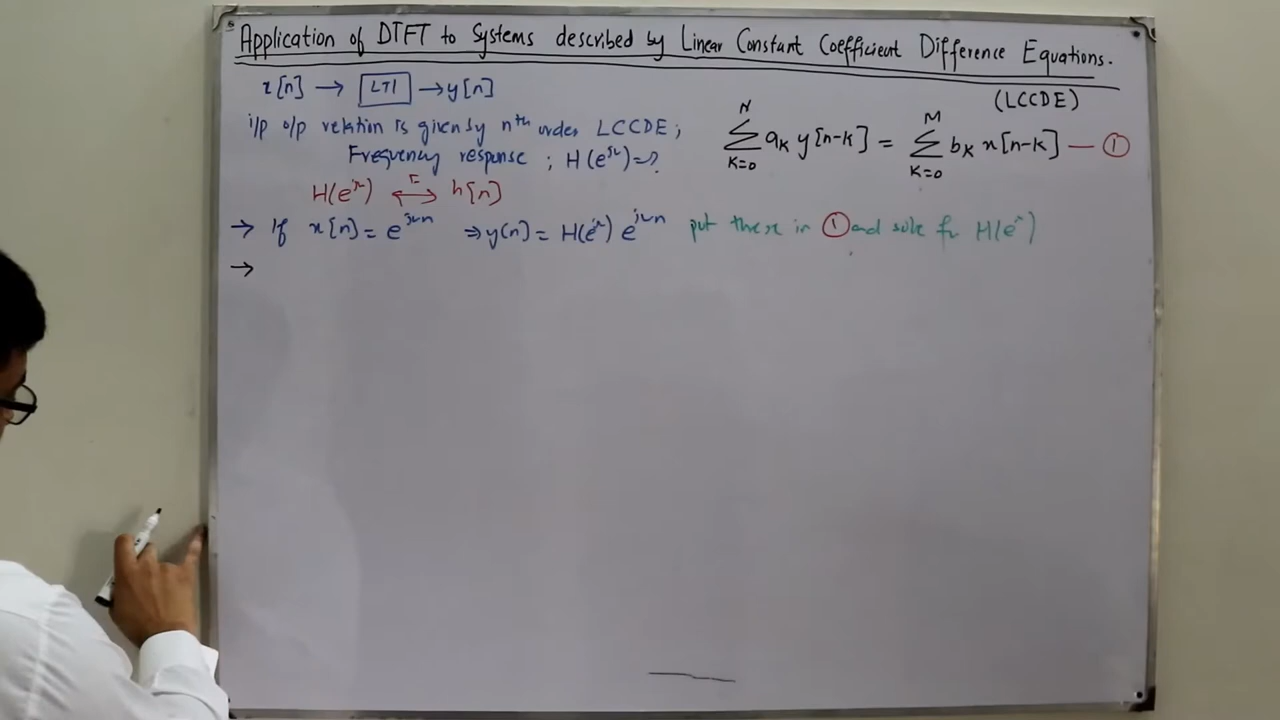 Application of DTFT to Systems described by Linear Constant Coefficient Difference Equations.
(LCCDE)
x[n] → LTI → y[n]
i/p o/p relation is given by nth order LCCDE; ∑_{K=0}^{N} a_K y[n-K] = ∑_{K=0}^{M} b_K x[n-K] — ①
Frequency response ; H(e^{jω}) = ?
H(e^{jω}) ⟷^{F} h[n]
→ If x[n] = e^{jωn} ⇒ y(n) = H(e^{jω}) e^{jωn} put these in ① and solve for H(e^{jω})
→